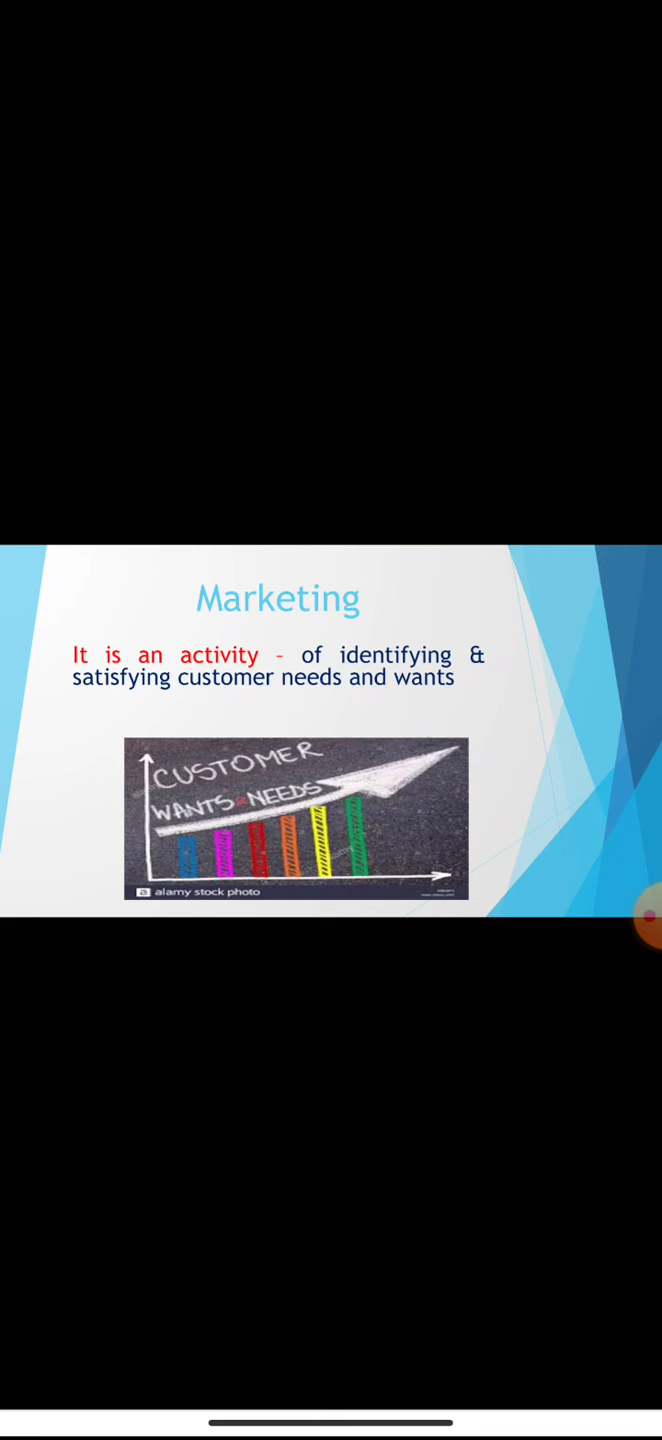 Marketing
It is an activity – of identifying &
satisfying customer needs and wants
CUSTOMER
WANTS & NEEDS
a alamy stock photo